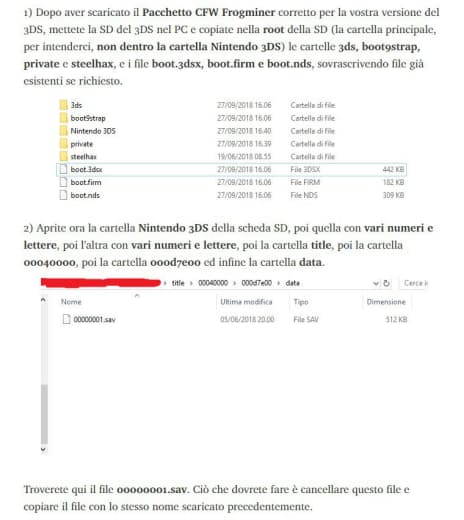 1) Dopo aver scaricato il Pacchetto CFW Frogminer corretto per la vostra versione del
3DS, mettete la SD del 3DS nel PC e copiate nella root della SD (la cartella principale,
per intenderci, non dentro la cartella Nintendo 3DS) le cartelle 3ds, boot9strap,
private e steelhax, e i file boot.3dsx, boot.firm e boot.nds, sovrascrivendo file già
esistenti se richiesto.
3ds 27/09/2018 16.06 Cartella di file
boot9strap 27/09/2018 16.06 Cartella di file
Nintendo 3DS 27/09/2018 16.40 Cartella di file
private 27/09/2018 16.39 Cartella di file
steelhax 19/06/2018 08.55 Cartella di file
boot.3dsx 27/09/2018 16.06 File 3DSX 442 KB
boot.firm 27/09/2018 16.06 File FIRM 182 KB
boot.nds 27/09/2018 16.06 File NDS 309 KB
2) Aprite ora la cartella Nintendo 3DS della scheda SD, poi quella con vari numeri e
lettere, poi l'altra con vari numeri e lettere, poi la cartella title, poi la cartella
00040000, poi la cartella 000d7e00 ed infine la cartella data.
› title › 00040000 › 000d7e00 › data Cerca i
Nome Ultima modifica Tipo Dimensione
00000001.sav 05/06/2018 20.00 File SAV 512 KB
Troverete qui il file 00000001.sav. Ciò che dovrete fare è cancellare questo file e
copiare il file con lo stesso nome scaricato precedentemente.